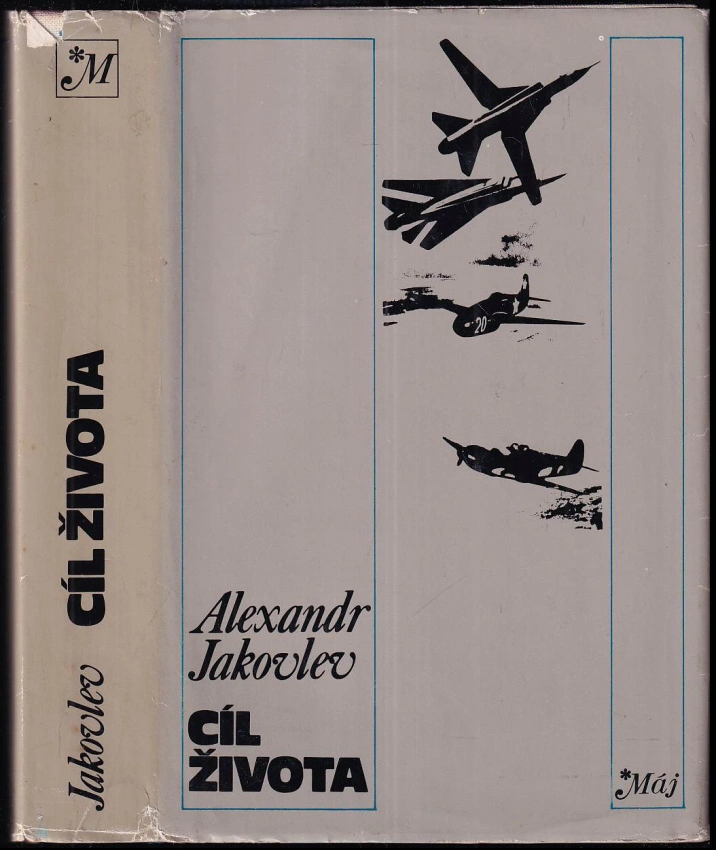 *M
Jakovlev CÍL ŽIVOTA
20
Alexandr
Jakovlev
CÍL
ŽIVOTA
*Máj